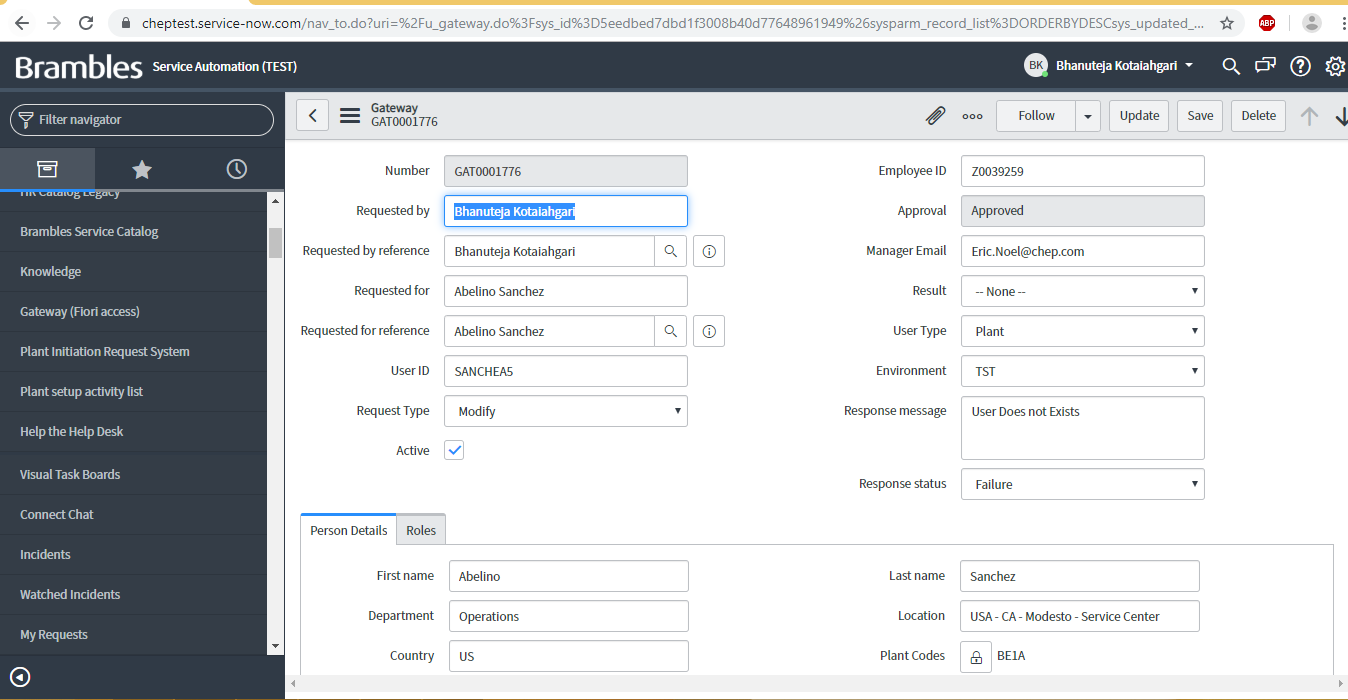 cheptest.service-now.com/nav_to.do?uri=%2Fu_gateway.do%3Fsys_id%3D5eedbed7dbd1f3008b40d77648961949%26sysparm_record_list%3DORDERBYDESCsys_updated_...
ABP
Brambles Service Automation (TEST)
BK Bhanuteja Kotaiahgari
Filter navigator
HR Catalog Legacy
Brambles Service Catalog
Knowledge
Gateway (Fiori access)
Plant Initiation Request System
Plant setup activity list
Help the Help Desk
Visual Task Boards
Connect Chat
Incidents
Watched Incidents
My Requests
Gateway
GAT0001776
Follow Update Save Delete
Number GAT0001776
Requested by Bhanuteja Kotaiahgari
Requested by reference Bhanuteja Kotaiahgari
Requested for Abelino Sanchez
Requested for reference Abelino Sanchez
User ID SANCHEA5
Request Type Modify
Active
Employee ID Z0039259
Approval Approved
Manager Email Eric.Noel@chep.com
Result -- None --
User Type Plant
Environment TST
Response message User Does not Exists
Response status Failure
Person Details Roles
First name Abelino
Department Operations
Country US
Last name Sanchez
Location USA - CA - Modesto - Service Center
Plant Codes BE1A